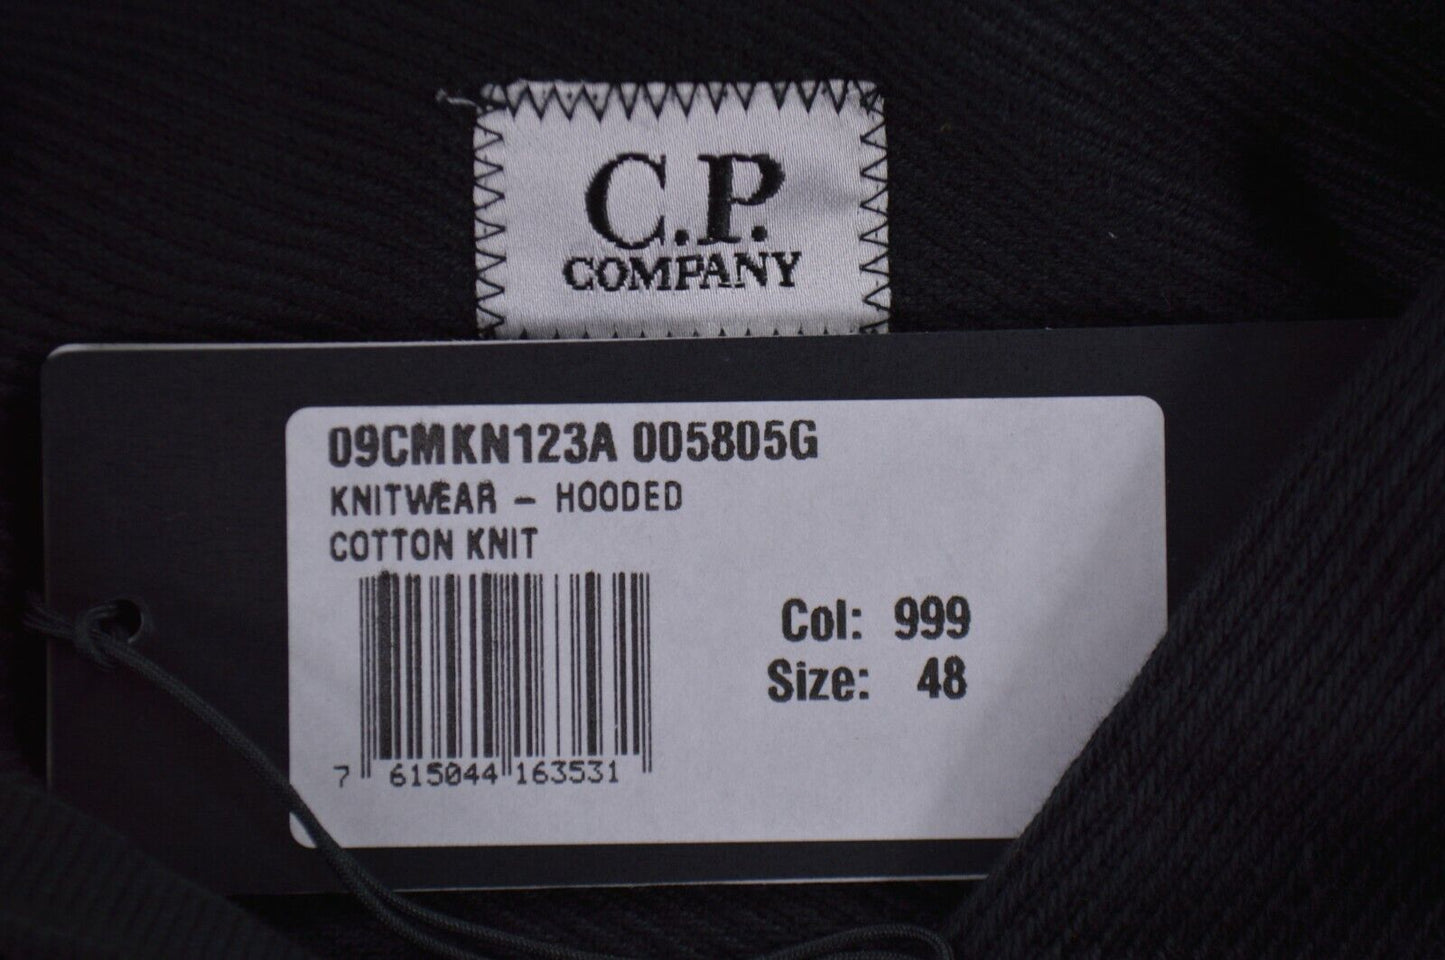 C.P.
COMPANY
09CMKN123A 005805G
KNITWEAR - HOODED
COTTON KNIT
Col: 999
Size: 48
7 615044 163531